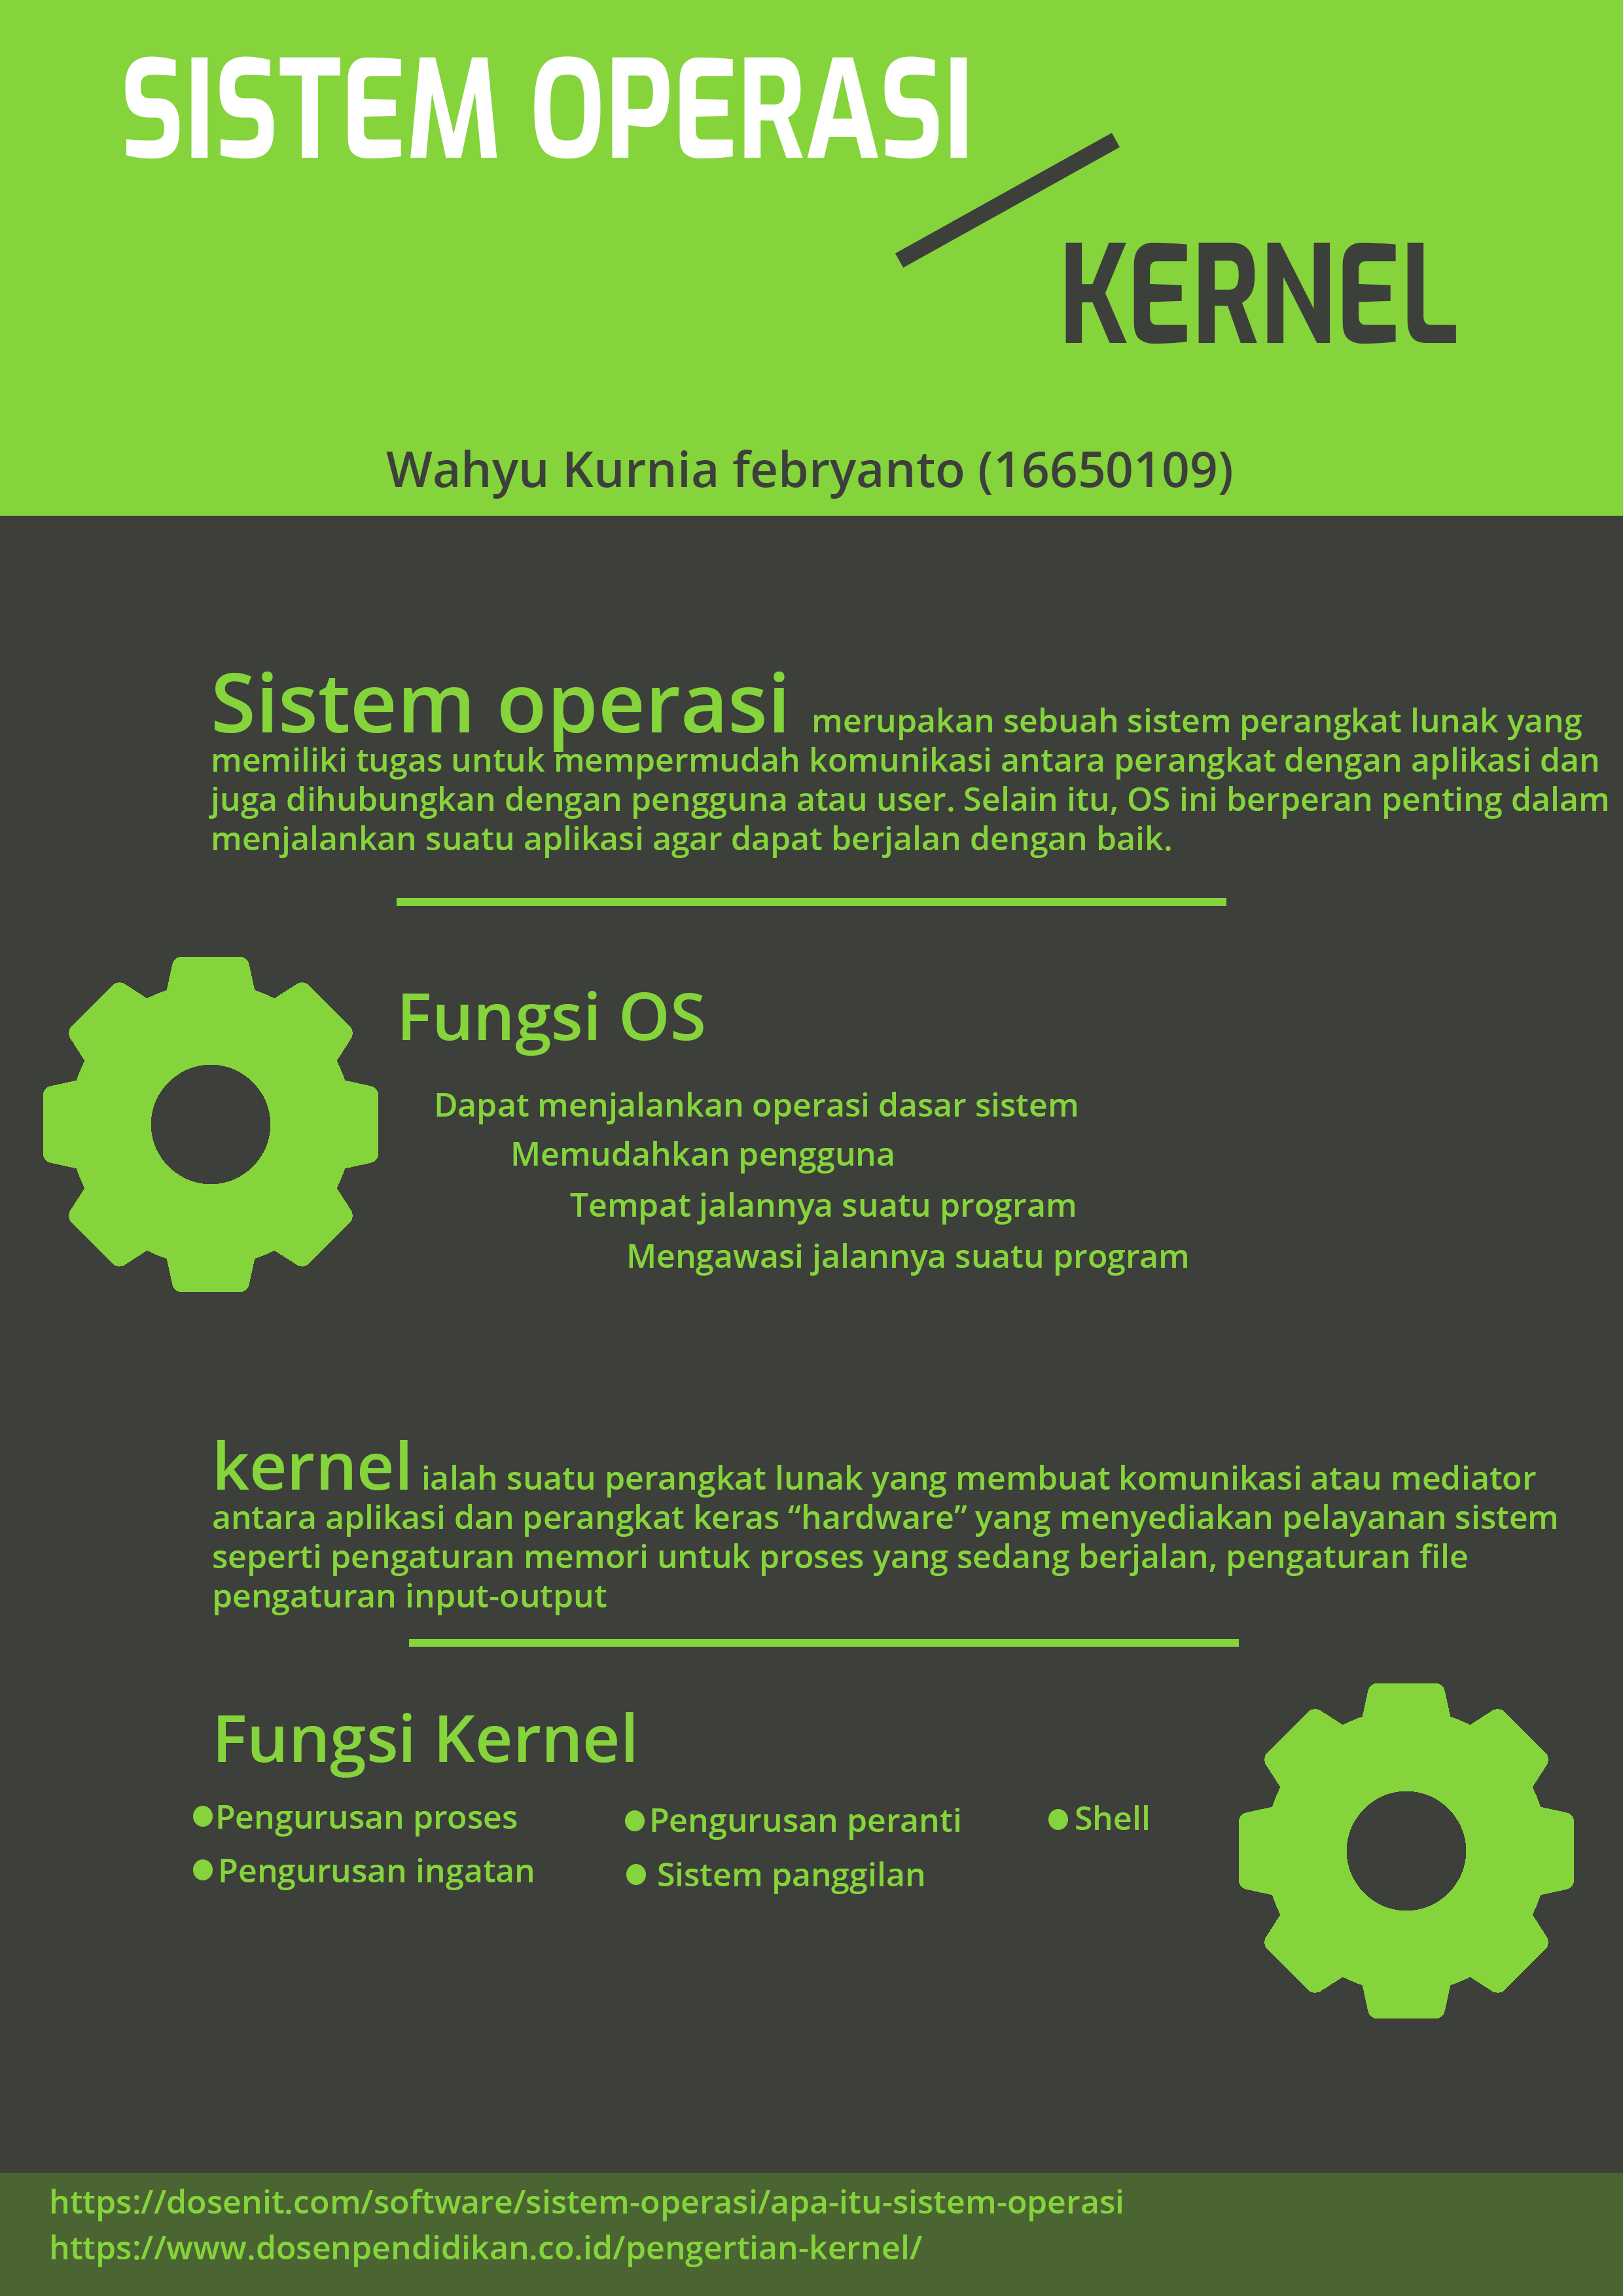 SISTEM OPERASI
KERNEL
Wahyu Kurnia febryanto (16650109)
Sistem operasi merupakan sebuah sistem perangkat lunak yang
memiliki tugas untuk mempermudah komunikasi antara perangkat dengan aplikasi dan
juga dihubungkan dengan pengguna atau user. Selain itu, OS ini berperan penting dalam
menjalankan suatu aplikasi agar dapat berjalan dengan baik.
Fungsi OS
Dapat menjalankan operasi dasar sistem
Memudahkan pengguna
Tempat jalannya suatu program
Mengawasi jalannya suatu program
kernel ialah suatu perangkat lunak yang membuat komunikasi atau mediator
antara aplikasi dan perangkat keras “hardware” yang menyediakan pelayanan sistem
seperti pengaturan memori untuk proses yang sedang berjalan, pengaturan file
pengaturan input-output
Fungsi Kernel
Pengurusan proses
Pengurusan ingatan
Pengurusan peranti
Sistem panggilan
Shell
https://dosenit.com/software/sistem-operasi/apa-itu-sistem-operasi
https://www.dosenpendidikan.co.id/pengertian-kernel/